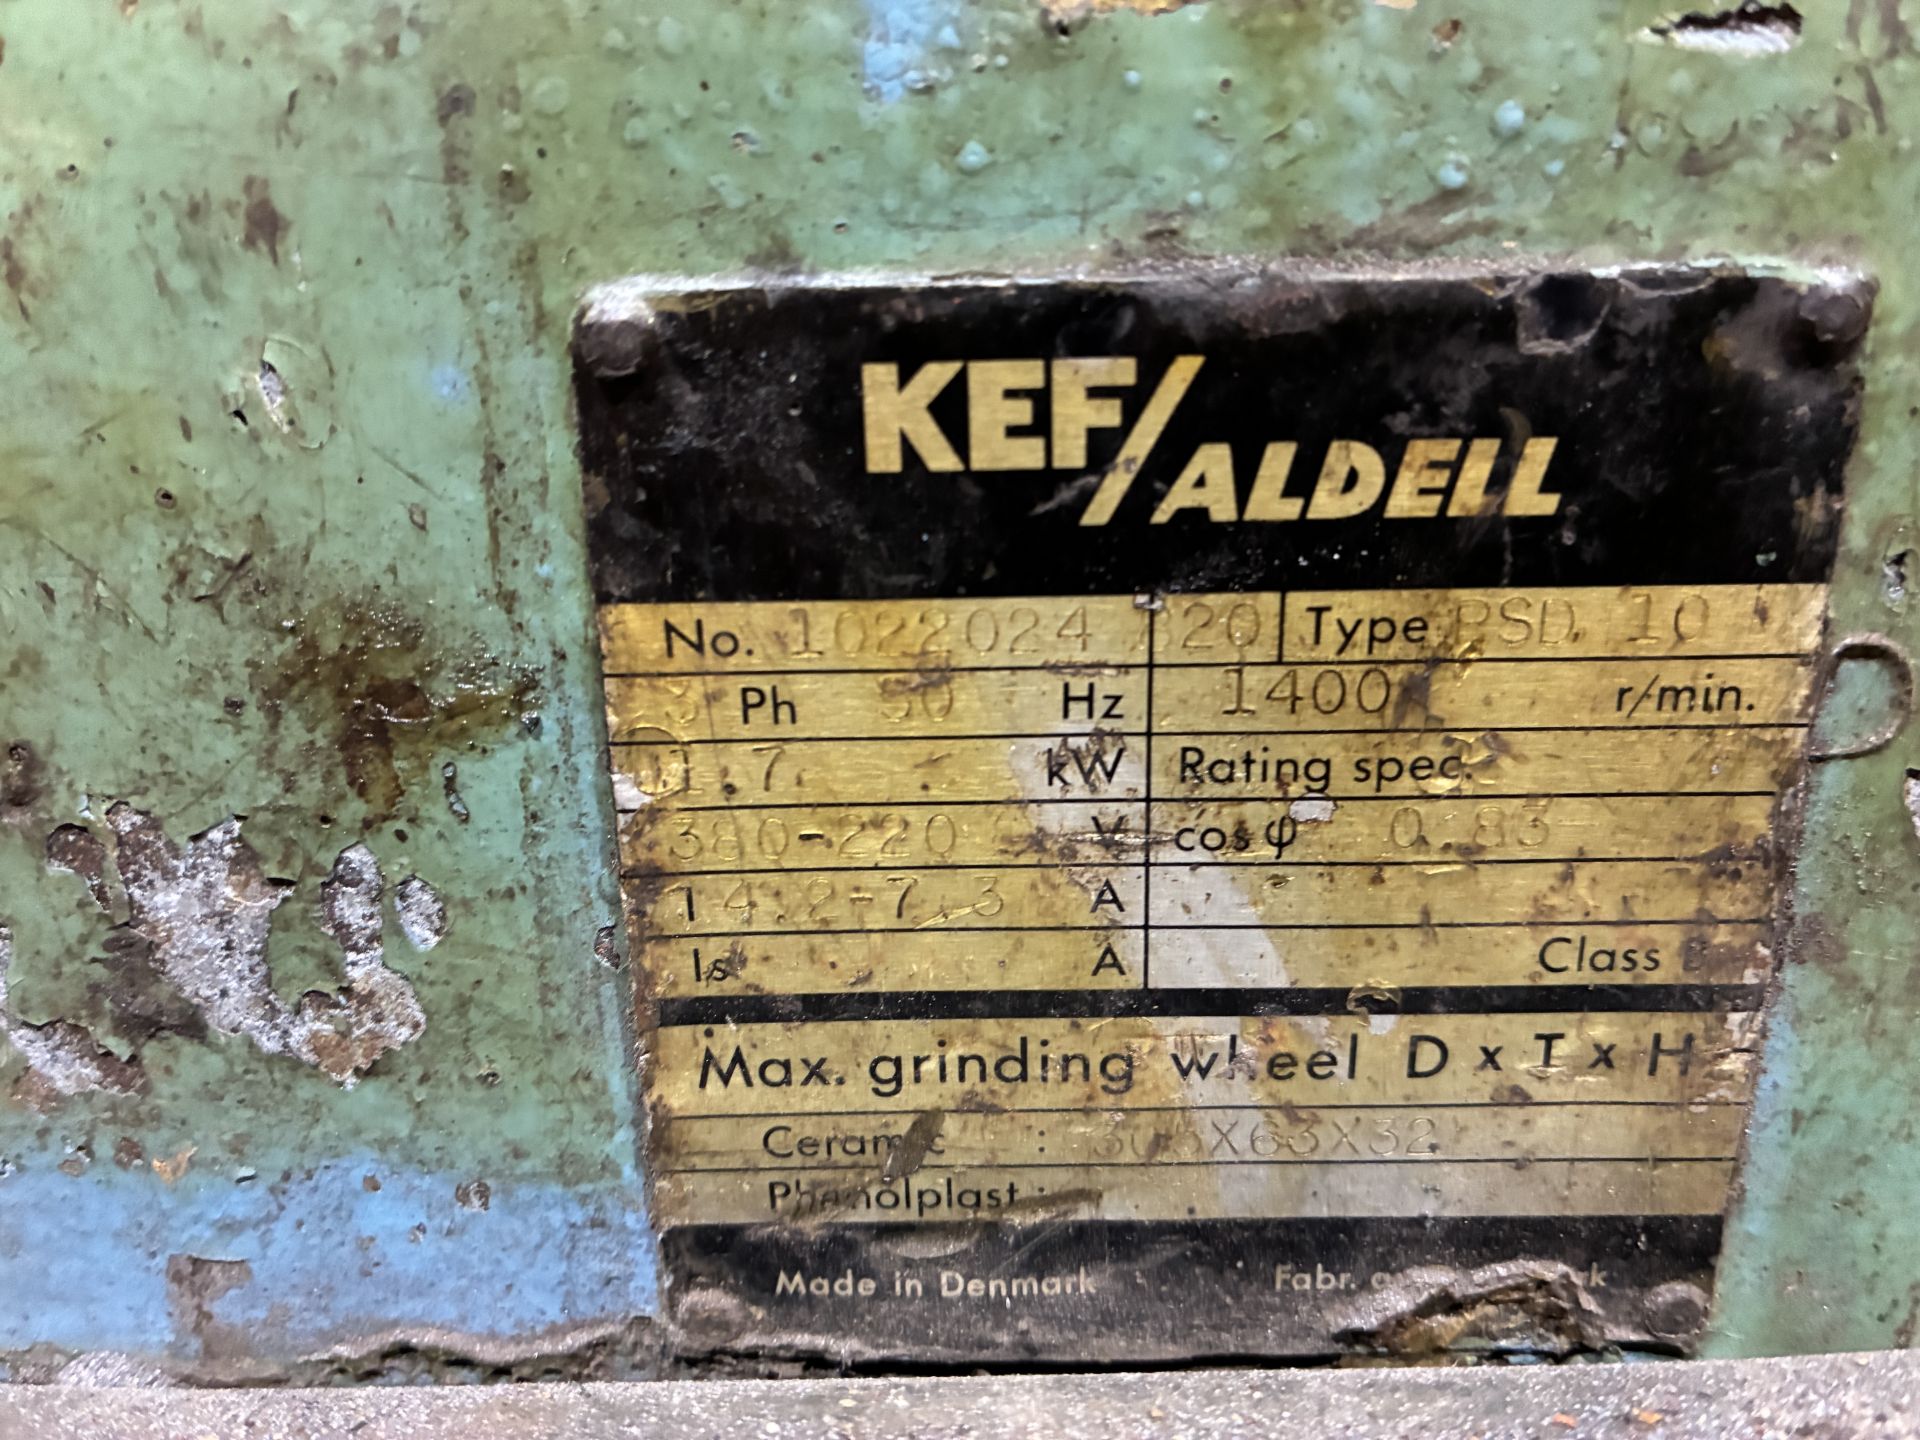 KEF/ALDELL
No. 1022024 320 Type PSD. 10
3 Ph 50 Hz 1400 r/min.
1.7 kW Rating spec.
380-220 V cos φ 0.83
I 4.2-7.3 A
Is A Class B
Max. grinding wheel D x T x H
Ceramic : 305X63X32
Phenolplast :
Made in Denmark Fabr.